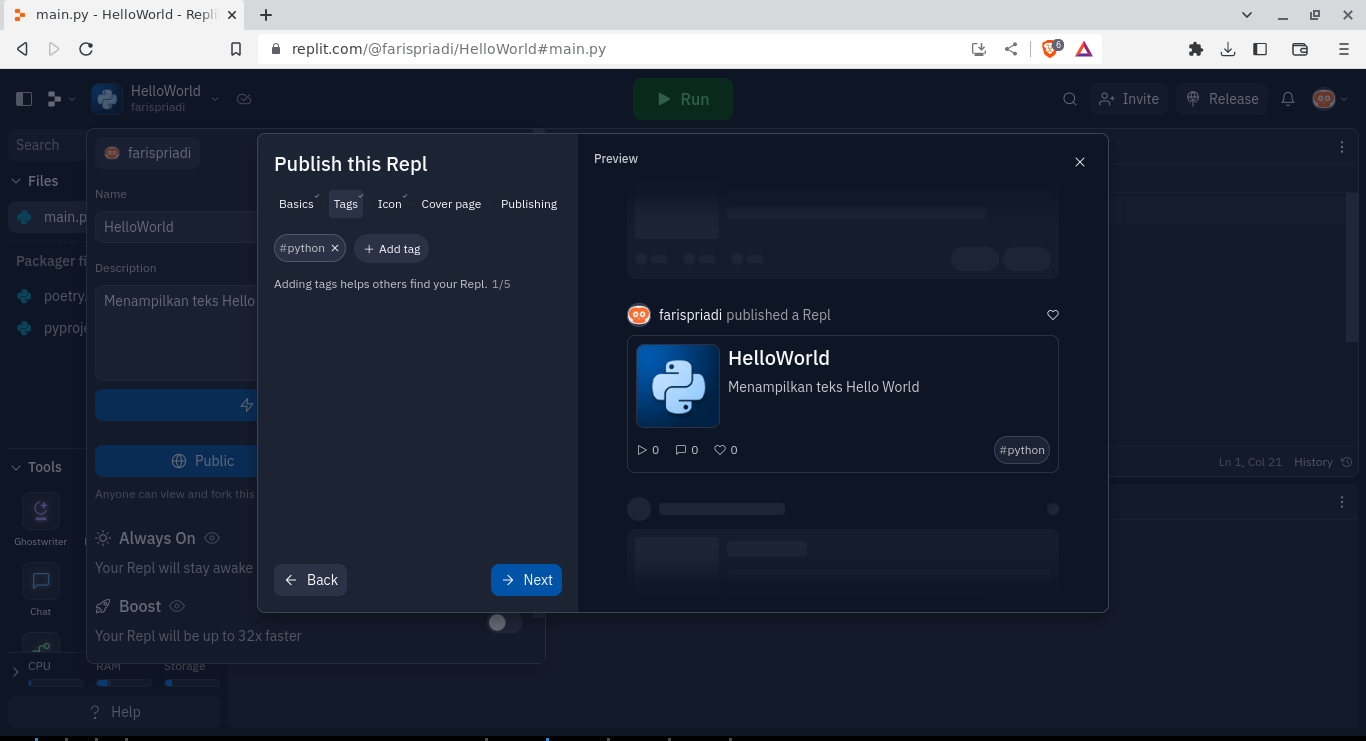 main.py - HelloWorld - Repli
replit.com/@farispriadi/HelloWorld#main.py
6
HelloWorld
farispriadi
Run
Invite
Release
Search
Files
main.p
Packager fi
poetry.
pyproje
Tools
Ghostwriter
Chat
CPU
RAM
Storage
Help
farispriadi
Name
HelloWorld
Description
Menampilkan teks Hello
Public
Anyone can view and fork this
Always On
Your Repl will stay awake
Boost
Your Repl will be up to 32x faster
Publish this Repl
Basics
Tags
Icon
Cover page
Publishing
#python
Add tag
Adding tags helps others find your Repl. 1/5
Back
Next
Preview
farispriadi published a Repl
HelloWorld
Menampilkan teks Hello World
0
0
0
#python
Ln 1, Col 21
History